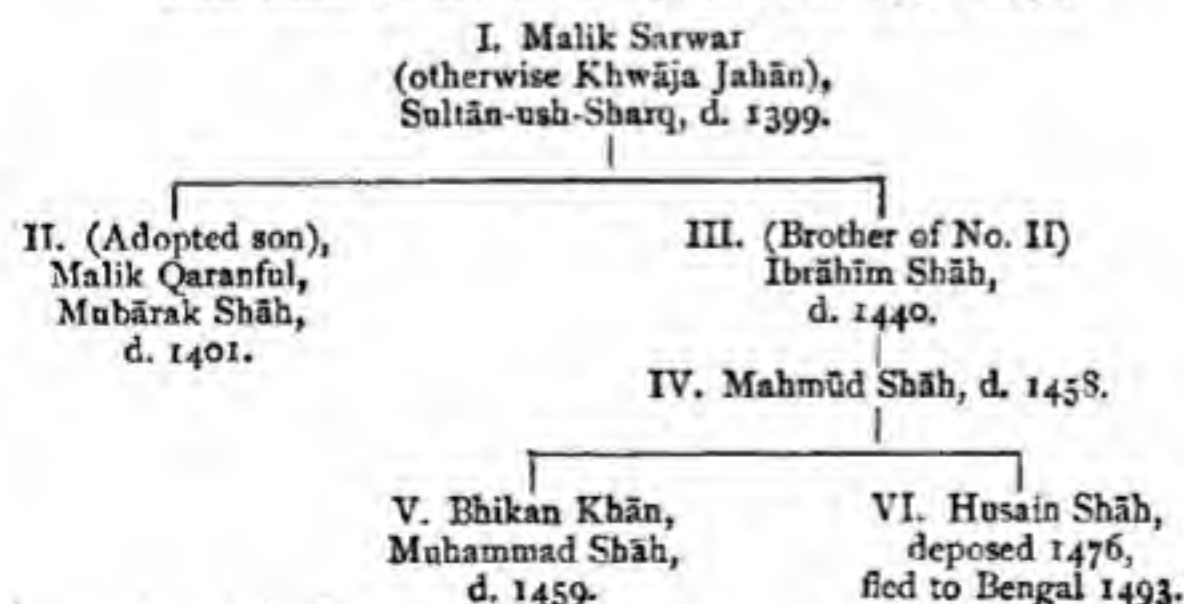 I. Malik Sarwar
(otherwise Khwāja Jahān),
Sultān-ush-Sharq, d. 1399.
II. (Adopted son),
Malik Qaranful,
Mubārak Shāh,
d. 1401.
III. (Brother of No. II)
Ibrāhīm Shāh,
d. 1440.
IV. Mahmūd Shāh, d. 1458.
V. Bhikan Khān,
Muhammad Shāh,
d. 1459.
VI. Husain Shāh,
deposed 1476,
fled to Bengal 1493.